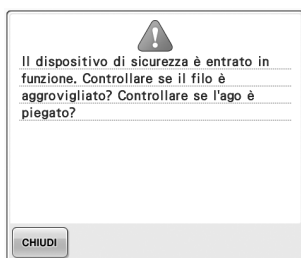 Il dispositivo di sicurezza è entrato in
funzione. Controllare se il filo è
aggrovigliato? Controllare se l'ago è
piegato?
CHIUDI